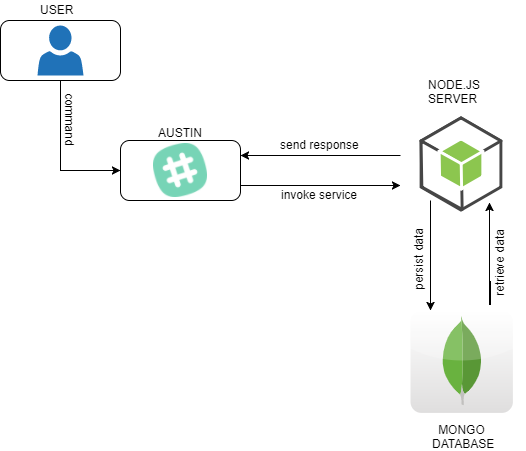 USER
command
AUSTIN
send response
invoke service
NODE.JS
SERVER
persist data
retrieve data
MONGO
DATABASE